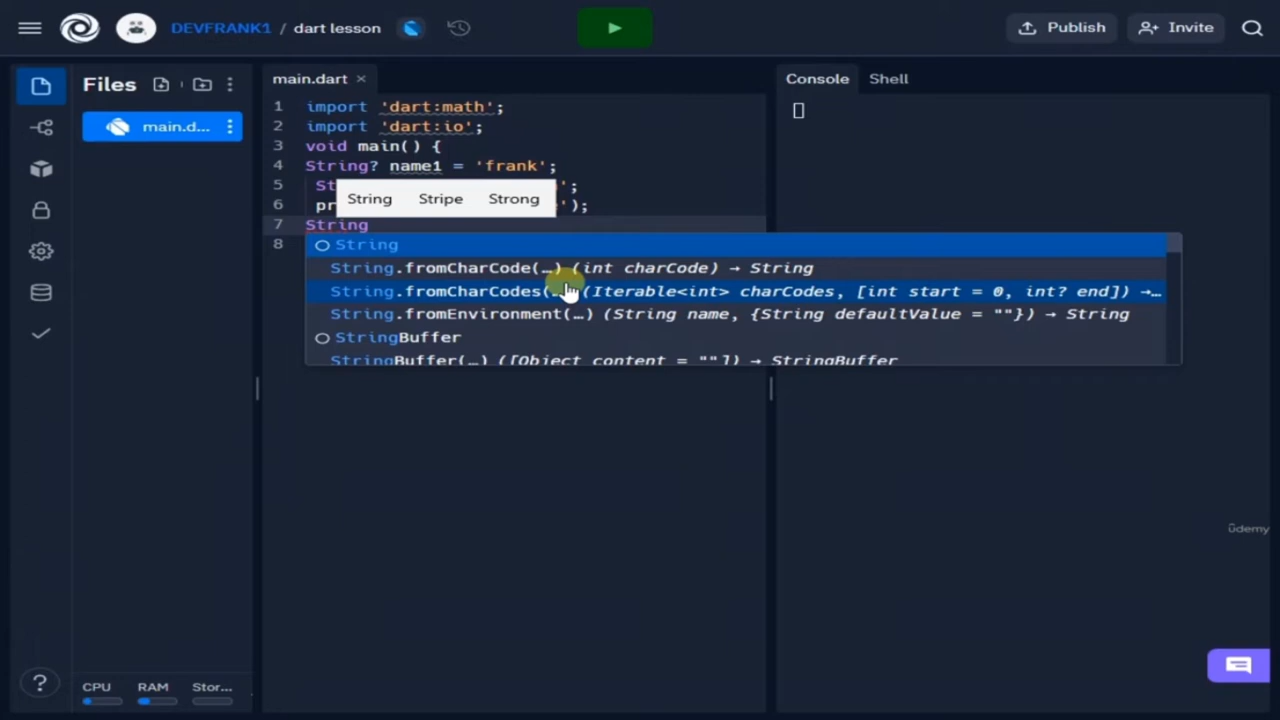 DEVFRANK1 / dart lesson
Publish
Invite
Files
main.d...
main.dart ×
1 import 'dart:math';
2 import 'dart:io';
3 void main() {
4 String? name1 = 'frank';
5 St ';
6 pr ');
String Stripe Strong
7 String
8
String
String.fromCharCode(…) (int charCode) → String
String.fromCharCodes( (Iterable<int> charCodes, [int start = 0, int? end]) →…
String.fromEnvironment(…) (String name, {String defaultValue = ""}) → String
StringBuffer
StringBuffer(…) ([Object content = ""]) → StringBuffer
Console Shell
ûdemy
?
CPU RAM Stor...